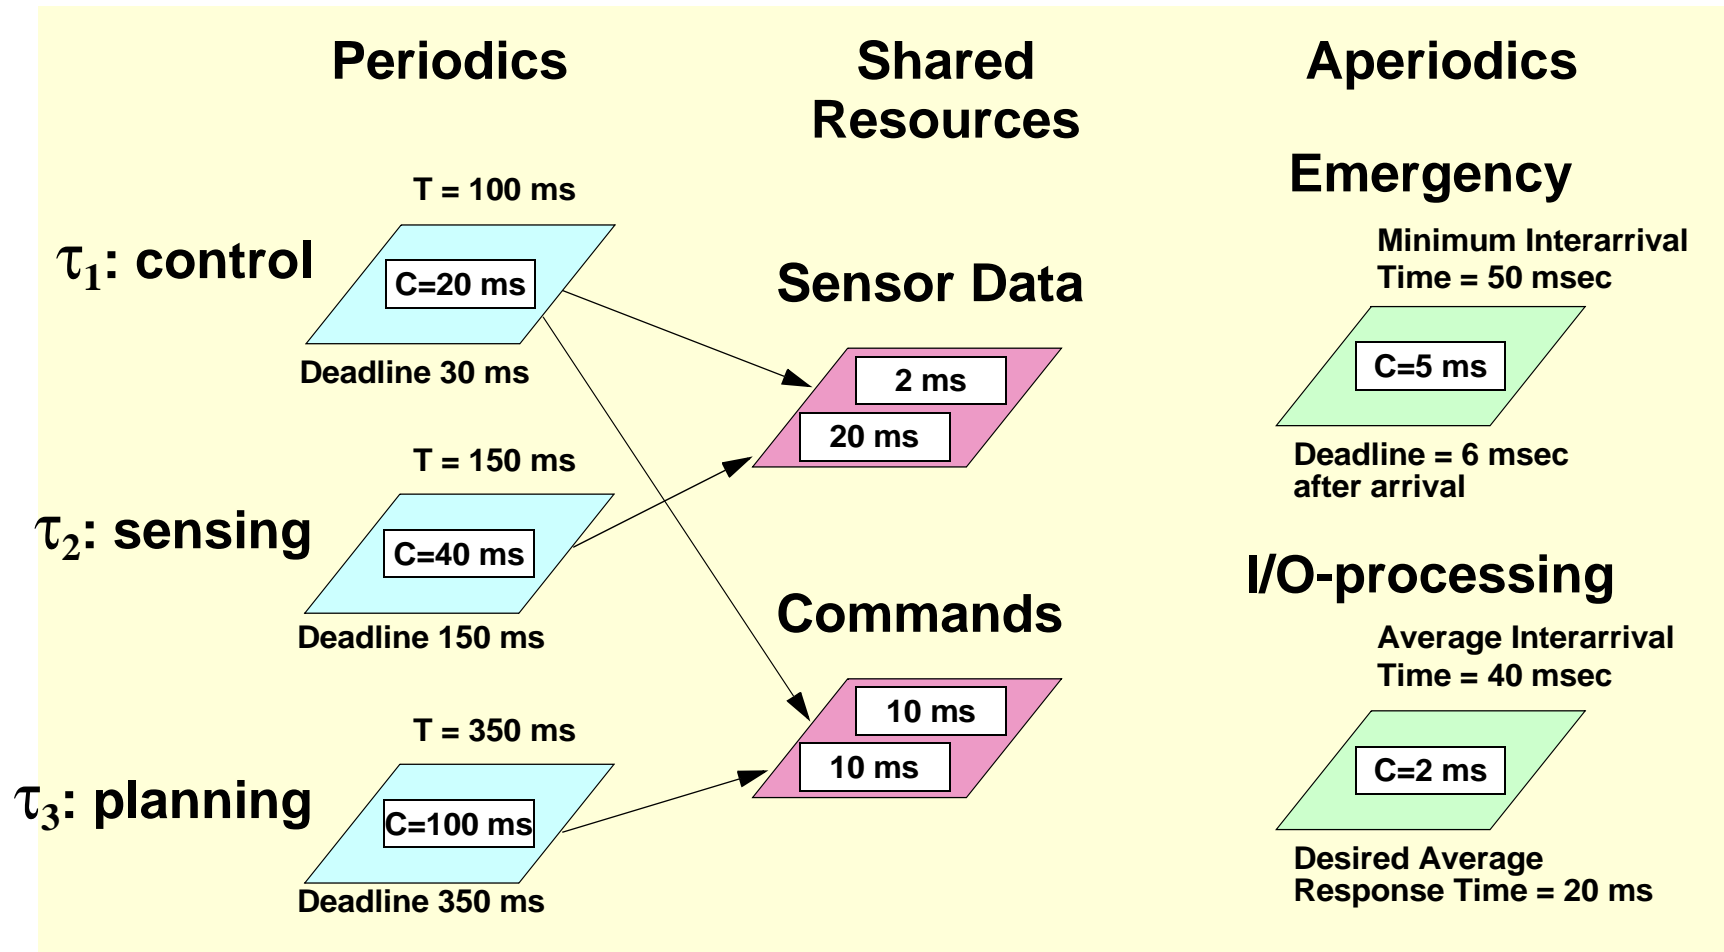 Periodics
T = 100 ms
τ1: control
C=20 ms
Deadline 30 ms
T = 150 ms
τ2: sensing
C=40 ms
Deadline 150 ms
T = 350 ms
τ3: planning
C=100 ms
Deadline 350 ms
Shared
Resources
Sensor Data
2 ms
20 ms
Commands
10 ms
10 ms
Aperiodics
Emergency
Minimum Interarrival
Time = 50 msec
C=5 ms
Deadline = 6 msec
after arrival
I/O-processing
Average Interarrival
Time = 40 msec
C=2 ms
Desired Average
Response Time = 20 ms